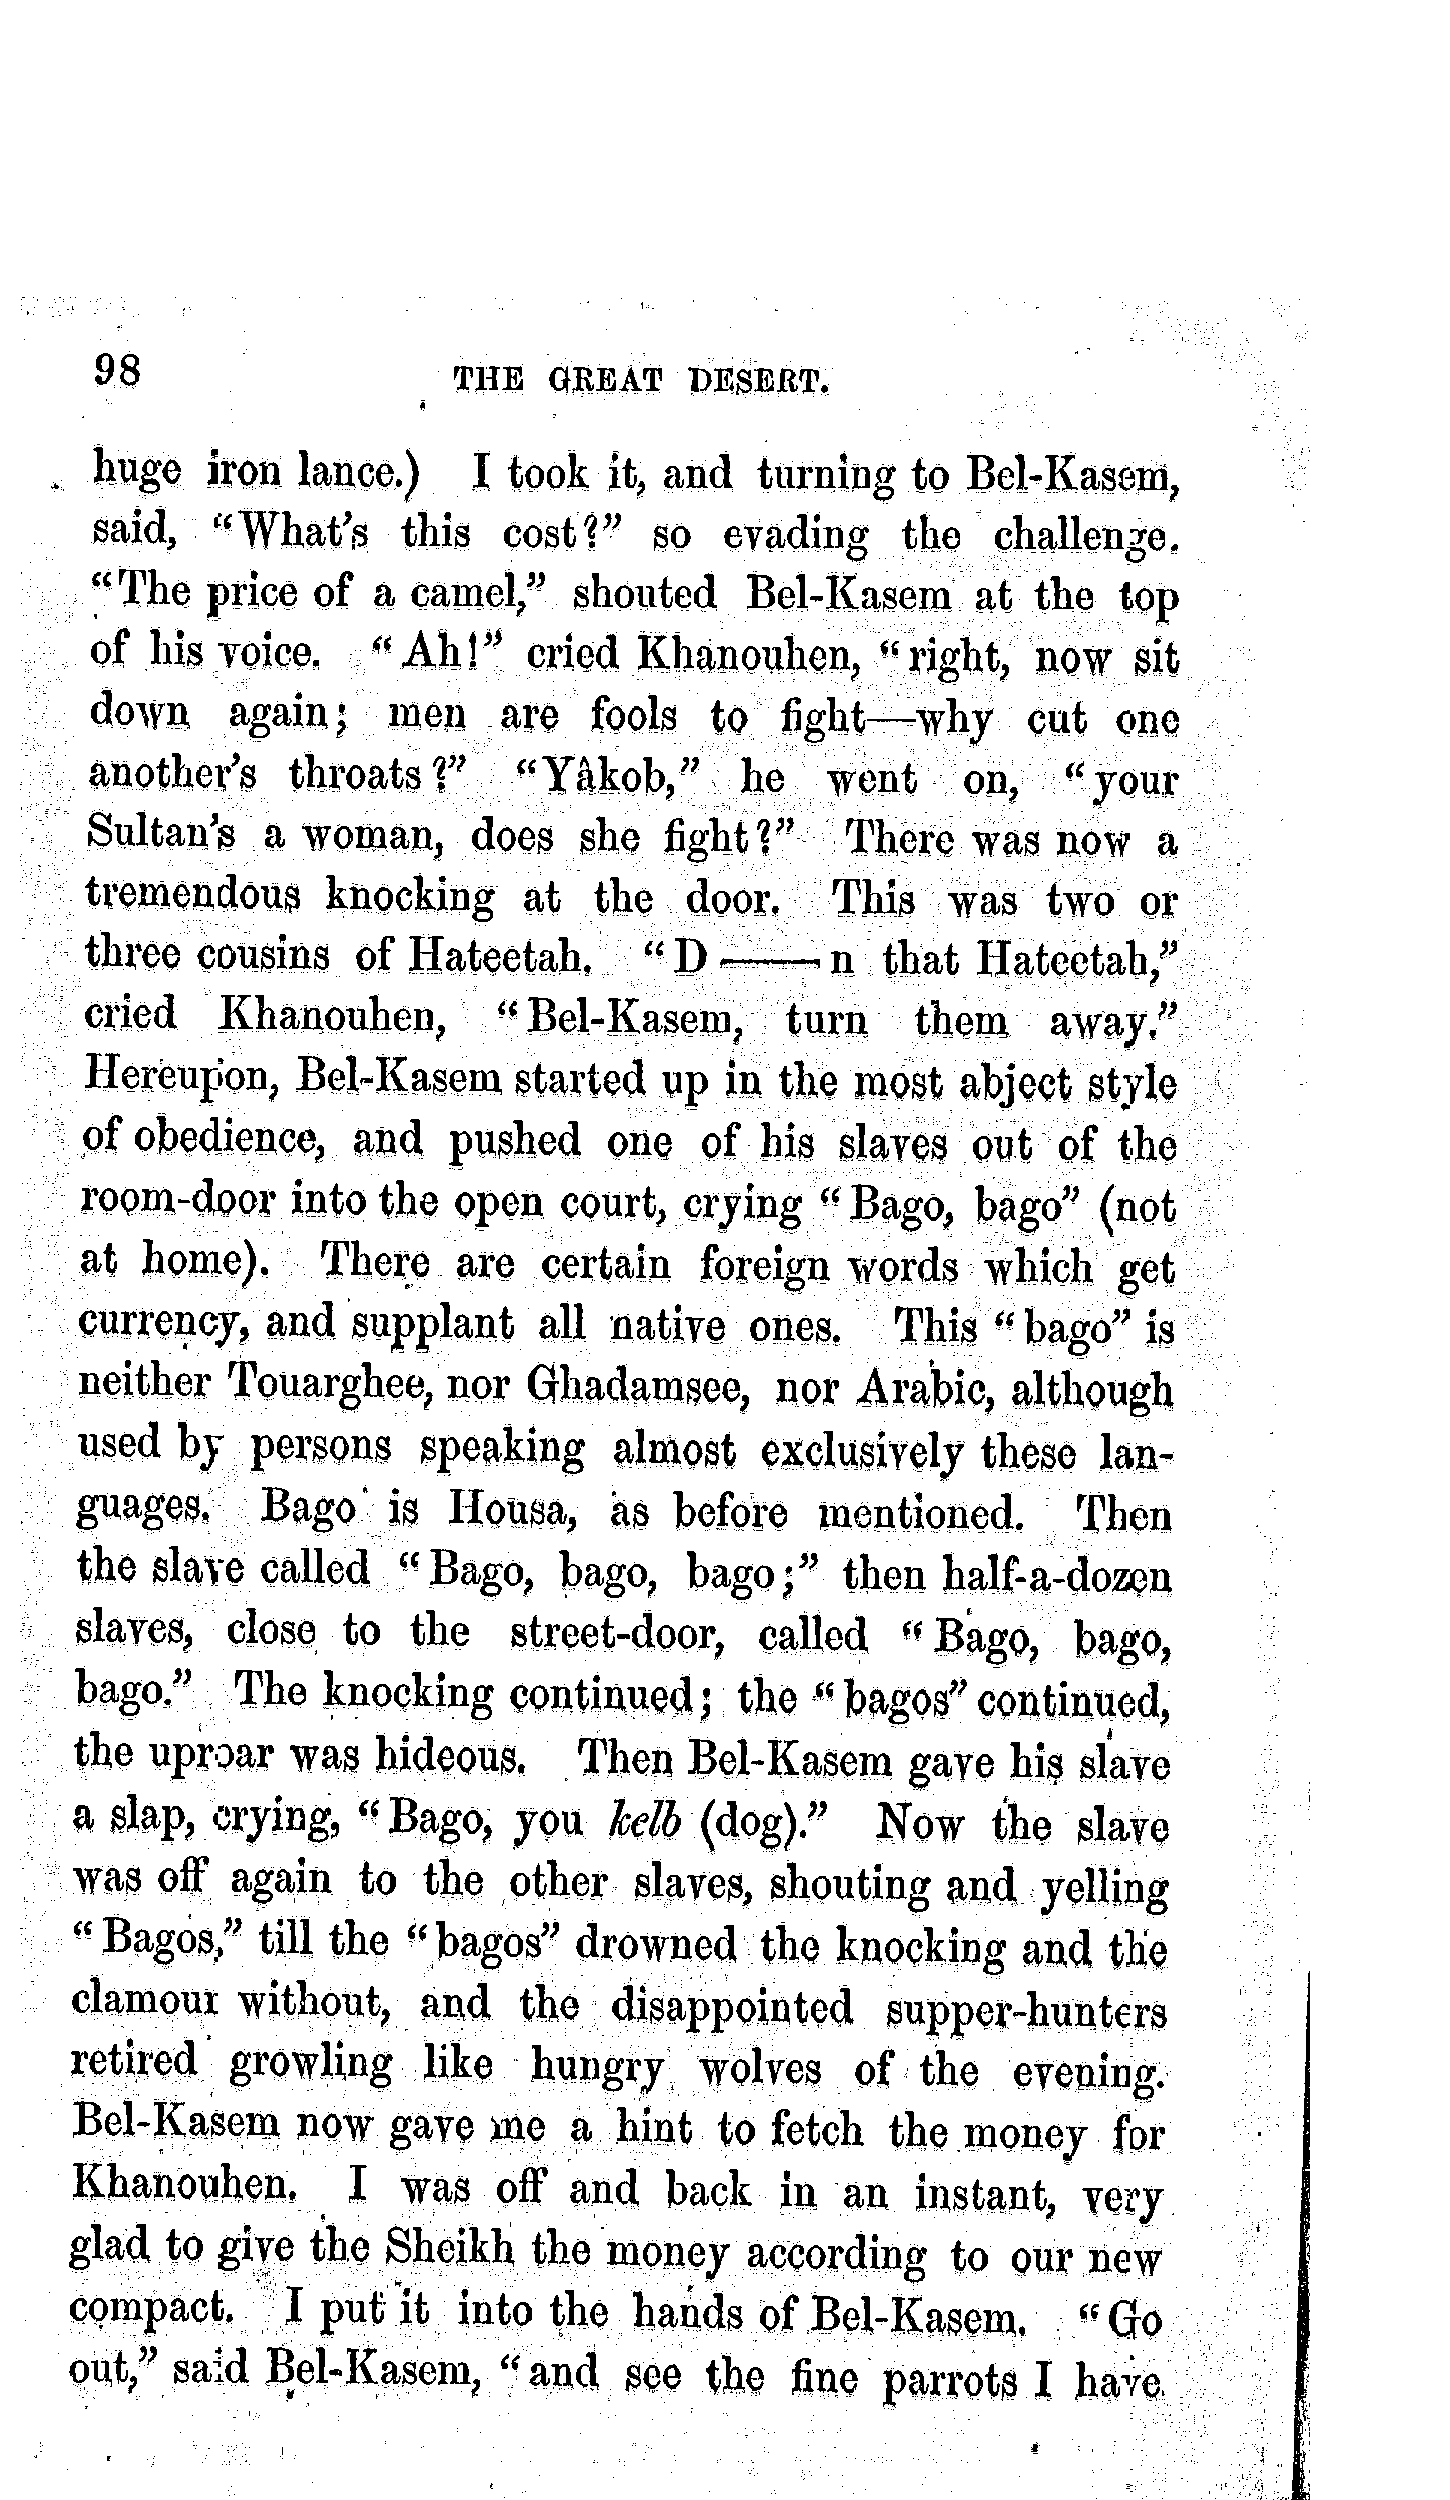 98 THE GREAT DESERT.
huge iron lance.) I took it, and turning to Bel-Kasem,
said, "What's this cost?" so evading the challenge.
"The price of a camel," shouted Bel-Kasem at the top
of his voice. "Ah!" cried Khanouhen, "right, now sit
down again; men are fools to fight—why cut one
another's throats?" "Yâkob," he went on, "your
Sultan's a woman, does she fight?" There was now a
tremendous knocking at the door. This was two or
three cousins of Hateetah. "D——n that Hateetah,"
cried Khanouhen, "Bel-Kasem, turn them away."
Hereupon, Bel-Kasem started up in the most abject style
of obedience, and pushed one of his slaves out of the
room-door into the open court, crying "Bago, bago" (not
at home). There are certain foreign words which get
currency, and supplant all native ones. This "bago" is
neither Touarghee, nor Ghadamsee, nor Arabic, although
used by persons speaking almost exclusively these lan-
guages. Bago is Housa, as before mentioned. Then
the slave called "Bago, bago, bago;" then half-a-dozen
slaves, close to the street-door, called "Bago, bago,
bago." The knocking continued; the "bagos" continued,
the uproar was hideous. Then Bel-Kasem gave his slave
a slap, crying, "Bago, you kelb (dog)." Now the slave
was off again to the other slaves, shouting and yelling
"Bagos," till the "bagos" drowned the knocking and the
clamour without, and the disappointed supper-hunters
retired growling like hungry wolves of the evening.
Bel-Kasem now gave me a hint to fetch the money for
Khanouhen. I was off and back in an instant, very
glad to give the Sheikh the money according to our new
compact. I put it into the hands of Bel-Kasem. "Go
out," said Bel-Kasem, "and see the fine parrots I have